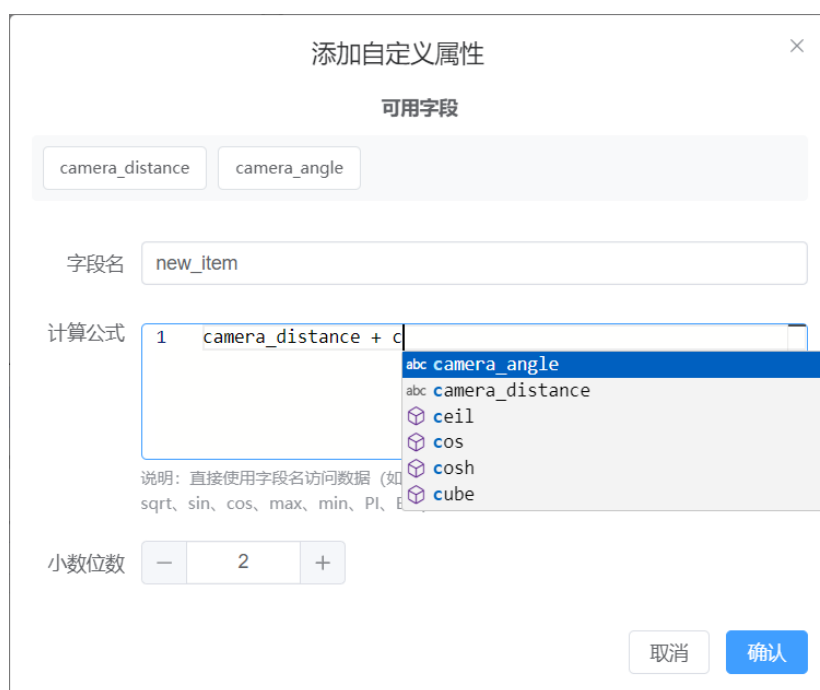 添加自定义属性
可用字段
camera_distance camera_angle
字段名 new_item
计算公式 1 camera_distance + c
abc camera_angle
abc camera_distance
ceil
cos
cosh
cube
说明：直接使用字段名访问数据（如
sqrt、sin、cos、max、min、PI、
小数位数 — 2 +
取消 确认